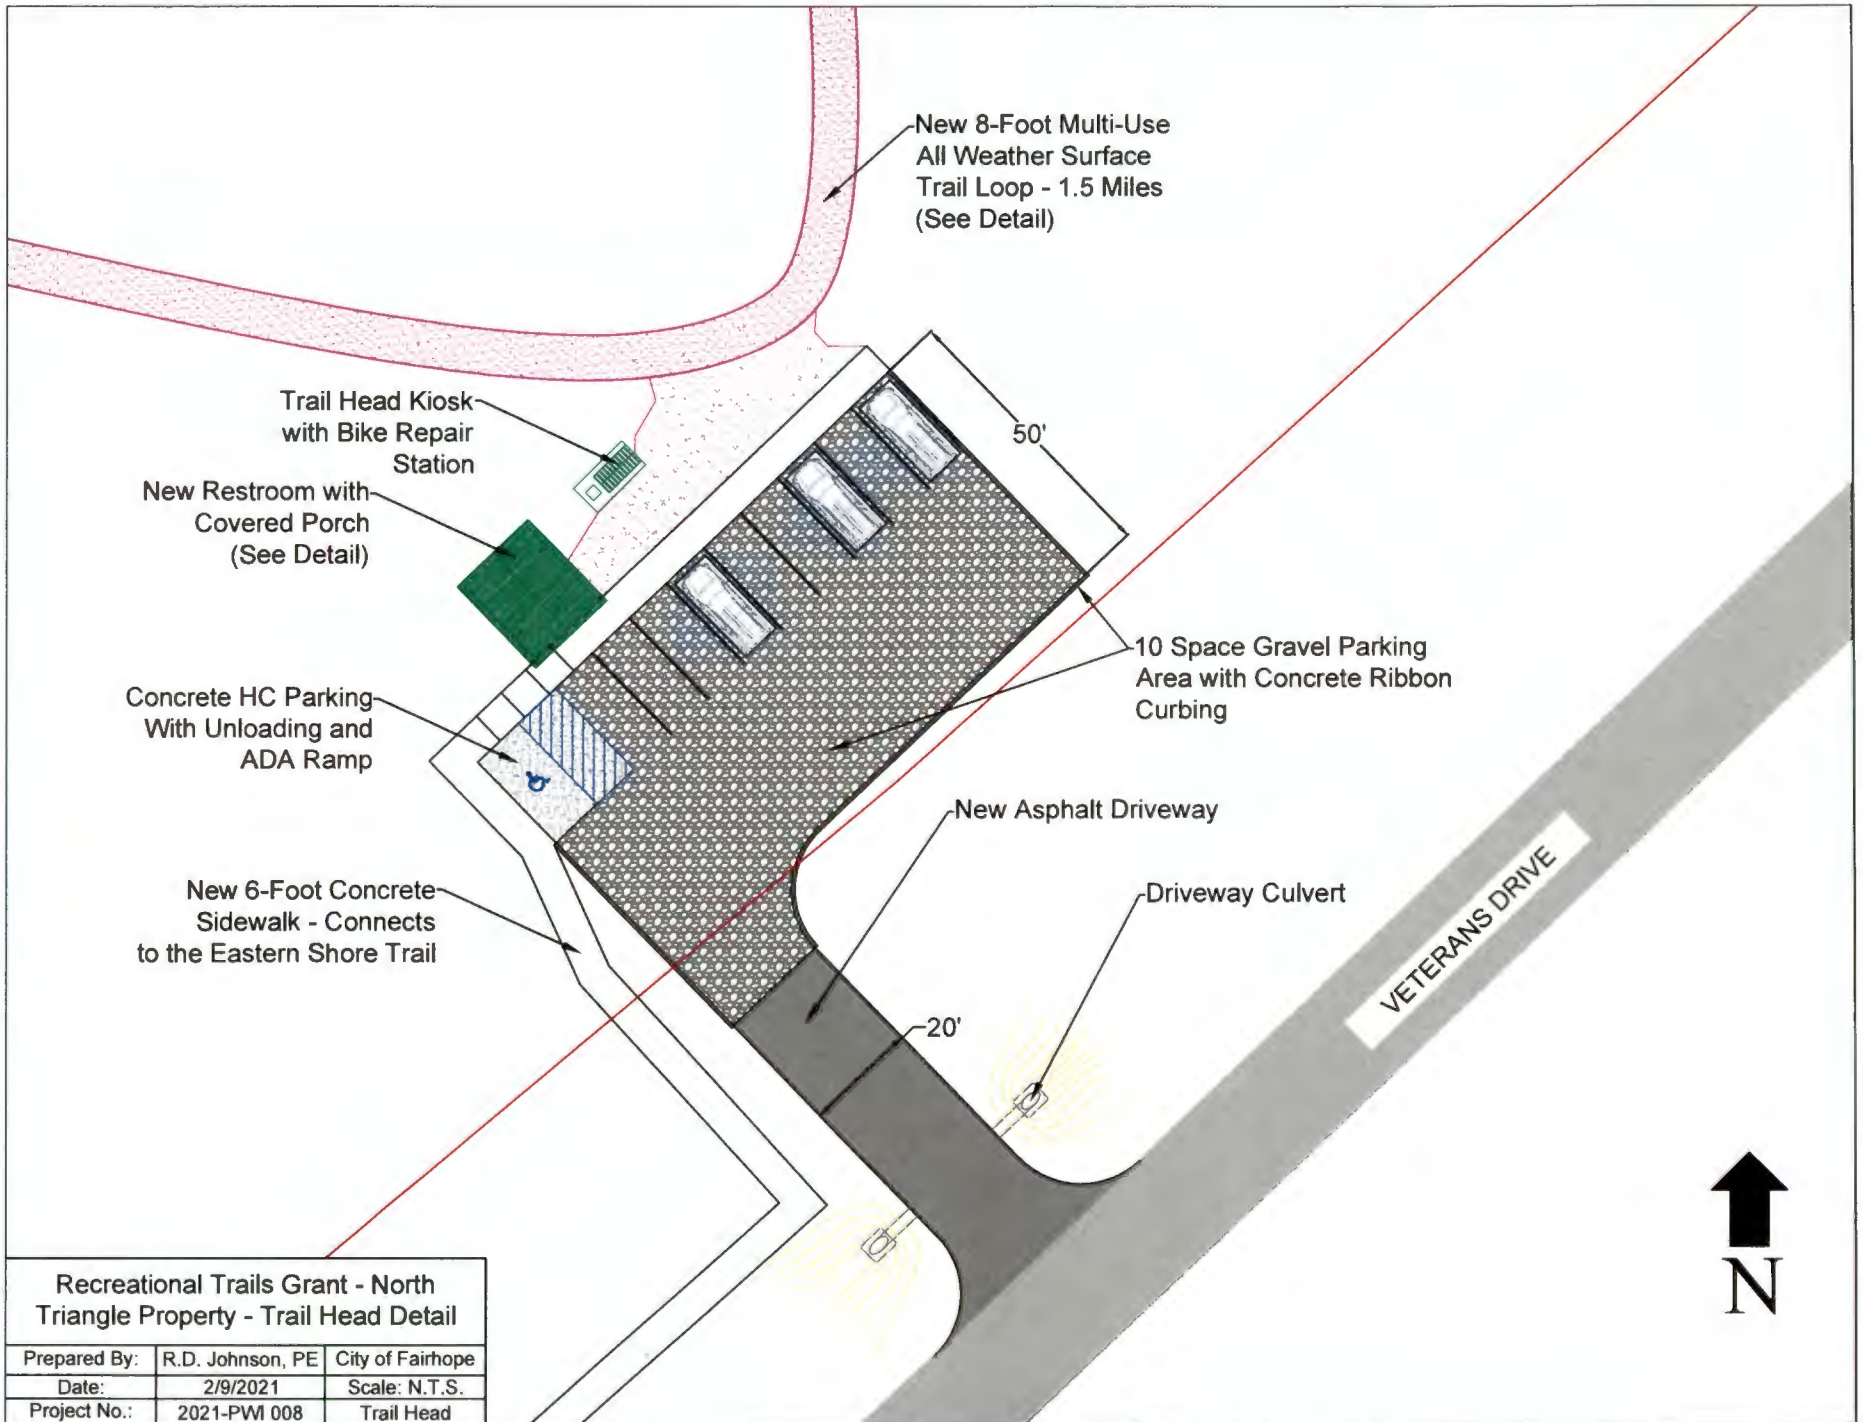 New 8-Foot Multi-Use
All Weather Surface
Trail Loop - 1.5 Miles
(See Detail)
Trail Head Kiosk
with Bike Repair
Station
50'
New Restroom with
Covered Porch
(See Detail)
10 Space Gravel Parking
Area with Concrete Ribbon
Curbing
Concrete HC Parking
With Unloading and
ADA Ramp
New Asphalt Driveway
New 6-Foot Concrete
Sidewalk - Connects
to the Eastern Shore Trail
Driveway Culvert
VETERANS DRIVE
20'
N
Recreational Trails Grant - North
Triangle Property - Trail Head Detail
Prepared By: R.D. Johnson, PE City of Fairhope
Date: 2/9/2021 Scale: N.T.S.
Project No.: 2021-PWI 008 Trail Head